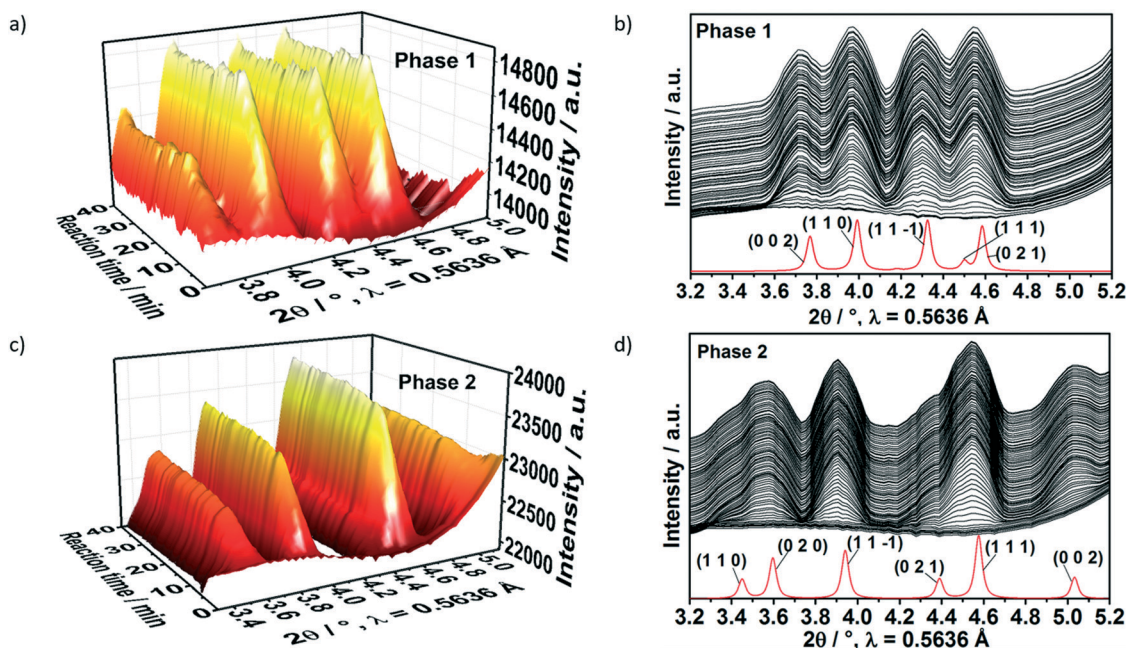 a)
Phase 1
14800
14600
14400
14200
14000
Intensity / a.u.
40
30
20
10
0
Reaction time / min
3.8
4.0
4.2
4.4
4.6
4.8
5.0
2θ / °, λ = 0.5636 Å
b)
Phase 1
Intensity / a.u.
(0 0 2)
(1 1 0)
(1 1 -1)
(1 1 1)
(0 2 1)
3.2 3.4 3.6 3.8 4.0 4.2 4.4 4.6 4.8 5.0 5.2
2θ / °, λ = 0.5636 Å
c)
Phase 2
24000
23500
23000
22500
22000
Intensity / a.u.
40
30
20
10
0
Reaction time / min
3.4
3.6
3.8
4.0
4.2
4.4
4.6
4.8
5.0
2θ / °, λ = 0.5636 Å
d)
Phase 2
Intensity / a.u.
(1 1 0)
(0 2 0)
(1 1 -1)
(0 2 1)
(1 1 1)
(0 0 2)
3.2 3.4 3.6 3.8 4.0 4.2 4.4 4.6 4.8 5.0 5.2
2θ / °, λ = 0.5636 Å